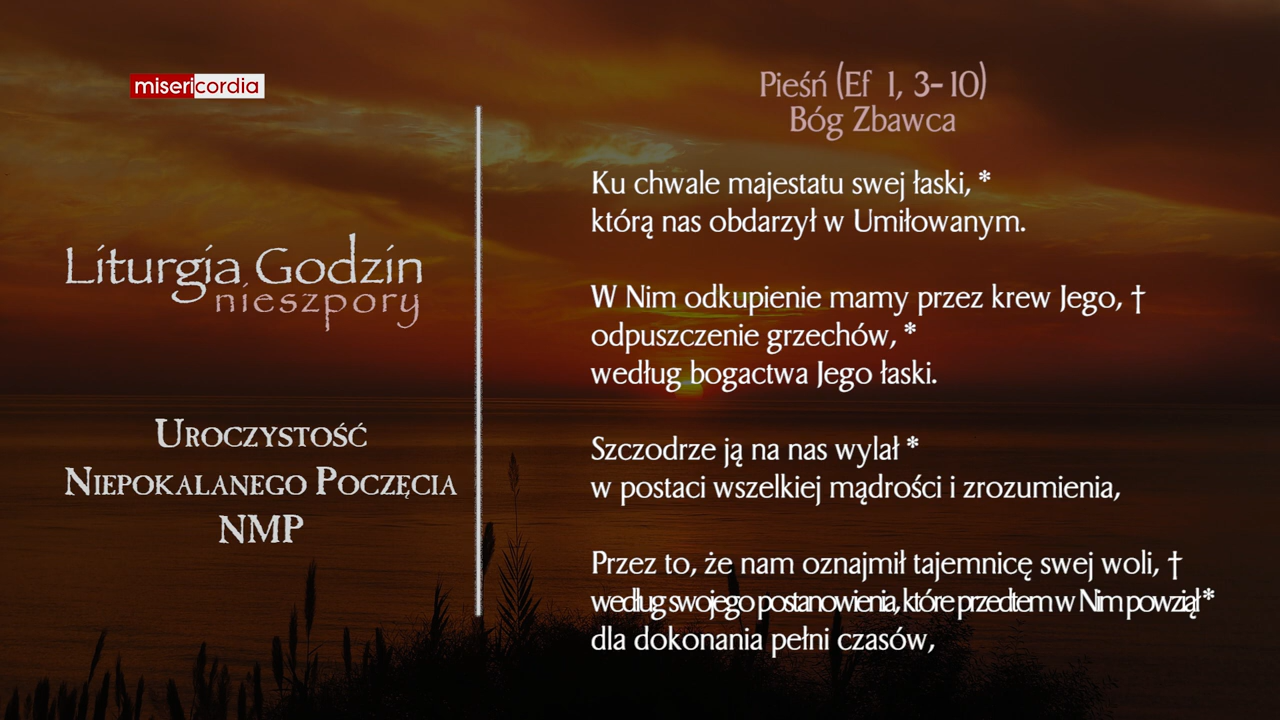 misericordia
Liturgia Godzin
nieszpory
Uroczystość
Niepokalanego Poczęcia
NMP
Pieśń (Ef 1, 3-10)
Bóg Zbawca
Ku chwale majestatu swej łaski, *
którą nas obdarzył w Umiłowanym.
W Nim odkupienie mamy przez krew Jego, †
odpuszczenie grzechów, *
według bogactwa Jego łaski.
Szczodrze ją na nas wylał *
w postaci wszelkiej mądrości i zrozumienia,
Przez to, że nam oznajmił tajemnicę swej woli, †
według swojego postanowienia, które przedtem w Nim powziął *
dla dokonania pełni czasów,